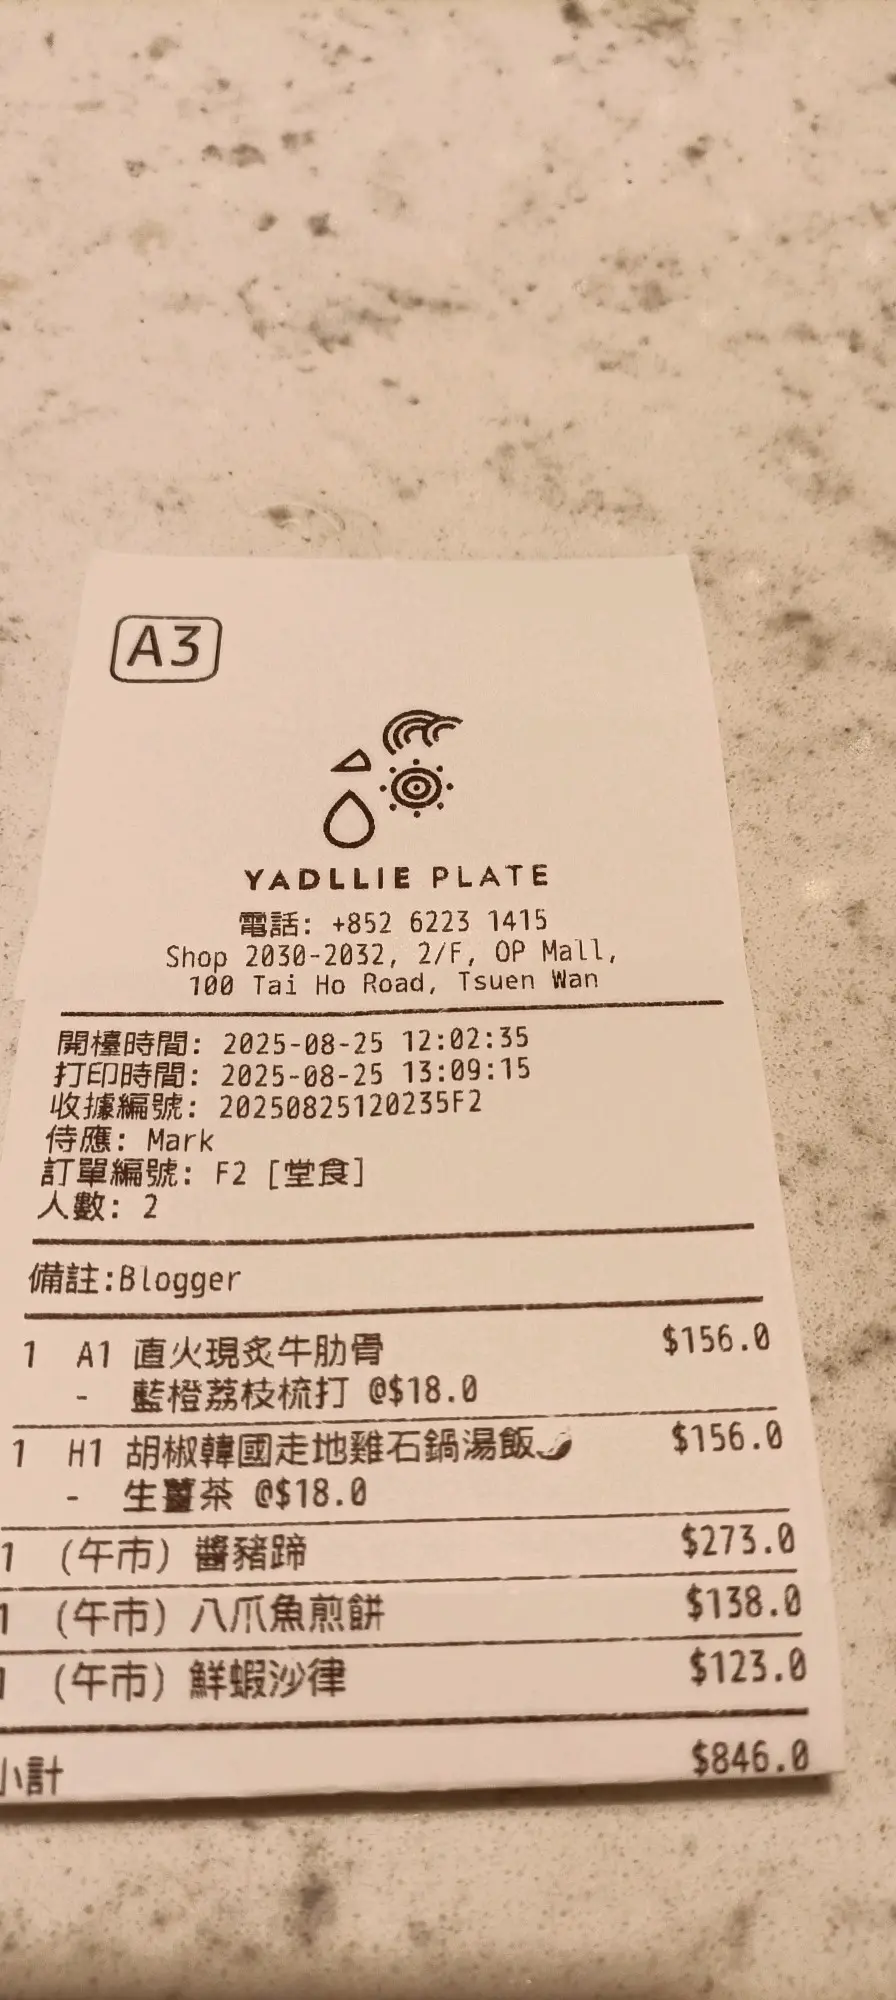 A3
YADLLIE PLATE
電話: +852 6223 1415
Shop 2030-2032, 2/F, OP Mall,
100 Tai Ho Road, Tsuen Wan
開檯時間: 2025-08-25 12:02:35
打印時間: 2025-08-25 13:09:15
收據編號: 20250825120235F2
侍應: Mark
訂單編號: F2 [堂食]
人數: 2
備註:Blogger
1 A1 直火現炙牛肋骨 $156.0
- 藍橙荔枝梳打 @$18.0
1 H1 胡椒韓國走地雞石鍋湯飯🌶 $156.0
- 生薑茶 @$18.0
1 (午市) 醬豬蹄 $273.0
1 (午市) 八爪魚煎餅 $138.0
1 (午市) 鮮蝦沙律 $123.0
小計 $846.0